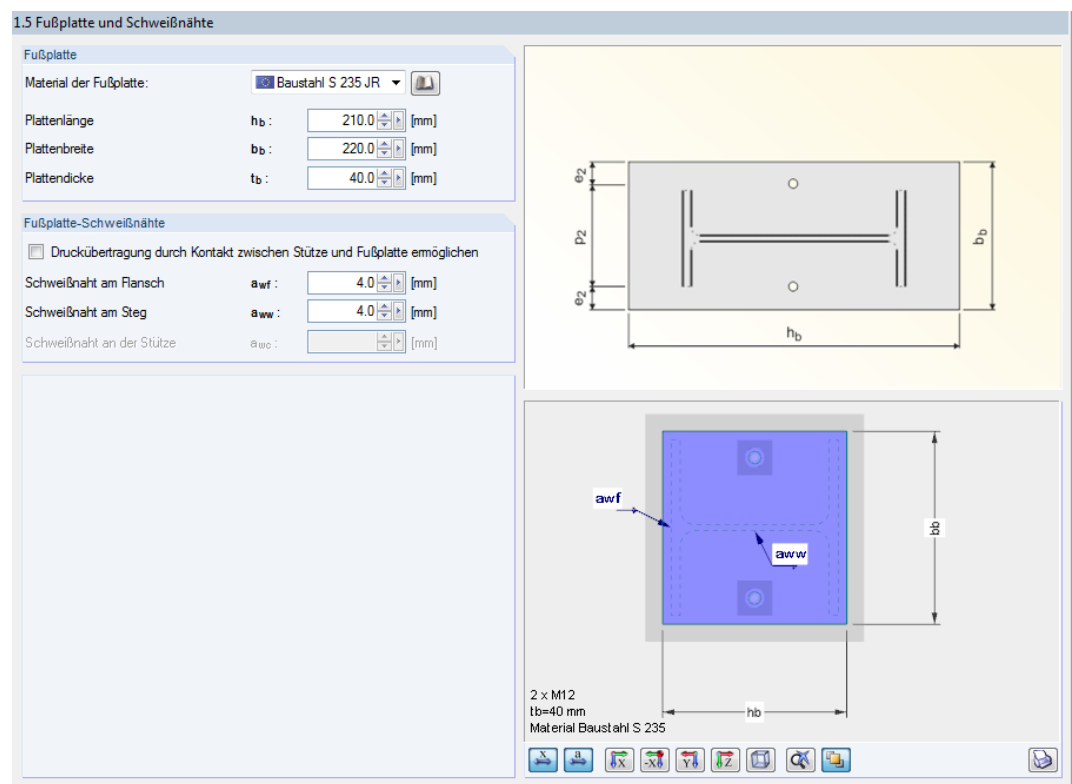 1.5 Fußplatte und Schweißnähte
Fußplatte
Material der Fußplatte: Baustahl S 235 JR
Plattenlänge hb : 210.0 [mm]
Plattenbreite bb : 220.0 [mm]
Plattendicke tb : 40.0 [mm]
Fußplatte-Schweißnähte
Druckübertragung durch Kontakt zwischen Stütze und Fußplatte ermöglichen
Schweißnaht am Flansch awf : 4.0 [mm]
Schweißnaht am Steg aww : 4.0 [mm]
Schweißnaht an der Stütze awc : [mm]
e2
p2
e2
bb
hb
awf
aww
bb
hb
2 x M12
tb=40 mm
Material Baustahl S 235
X a X -X Y Z